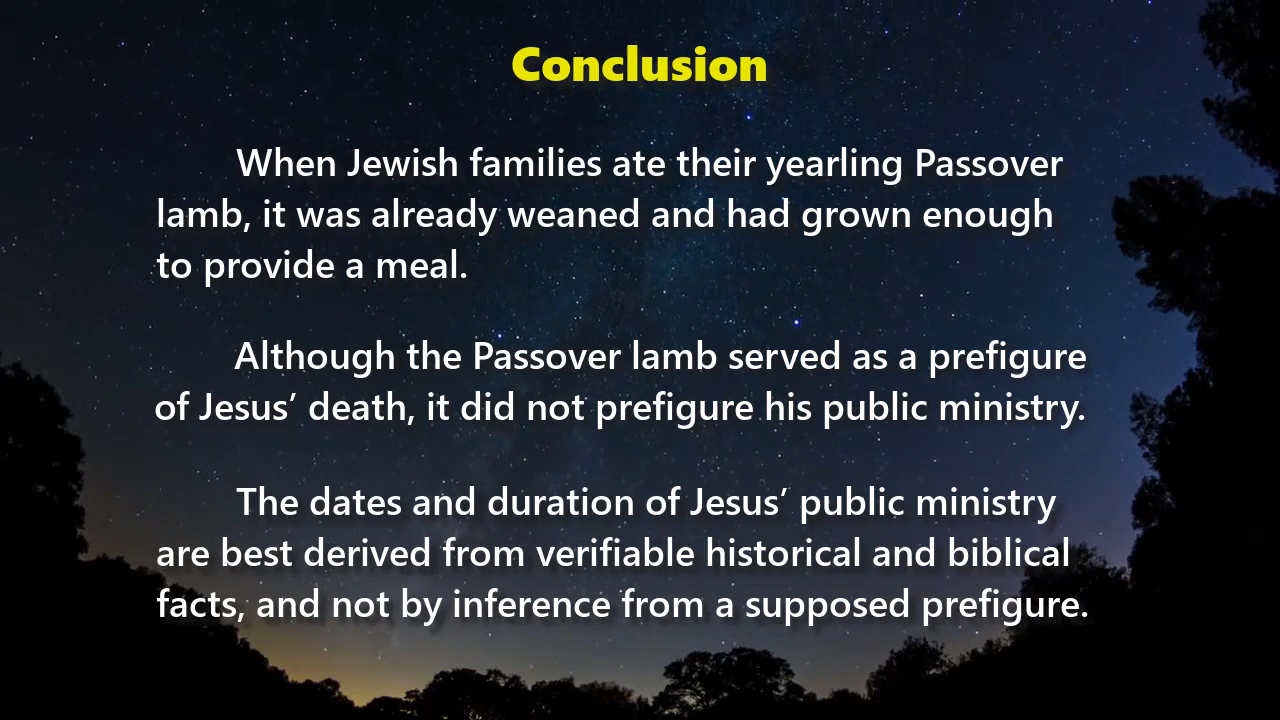 Conclusion
When Jewish families ate their yearling Passover
lamb, it was already weaned and had grown enough
to provide a meal.
Although the Passover lamb served as a prefigure
of Jesus’ death, it did not prefigure his public ministry.
The dates and duration of Jesus’ public ministry
are best derived from verifiable historical and biblical
facts, and not by inference from a supposed prefigure.